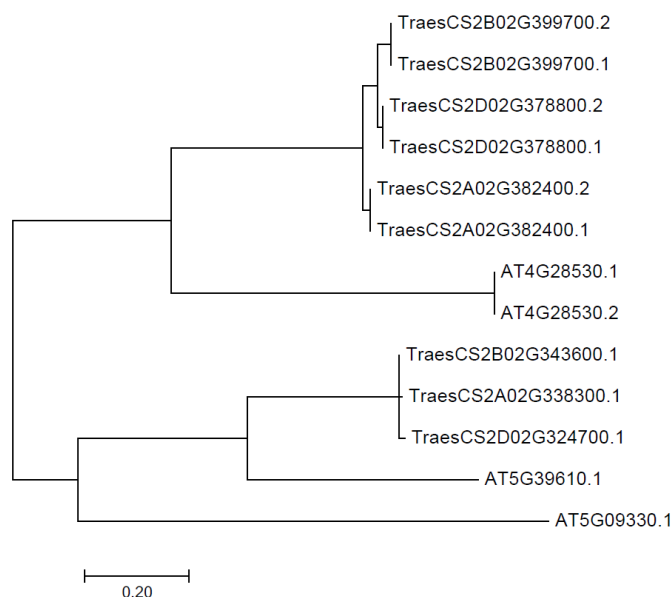 TraesCS2B02G399700.2
TraesCS2B02G399700.1
TraesCS2D02G378800.2
TraesCS2D02G378800.1
TraesCS2A02G382400.2
TraesCS2A02G382400.1
AT4G28530.1
AT4G28530.2
TraesCS2B02G343600.1
TraesCS2A02G338300.1
TraesCS2D02G324700.1
AT5G39610.1
AT5G09330.1
0.20